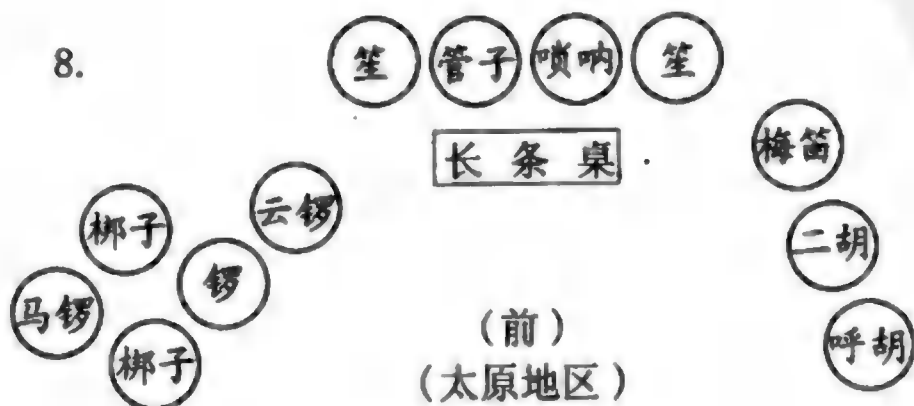 8.
笙 管子 唢呐 笙
长条桌
梅笛
云锣
梆子
二胡
锣
马锣
(前)
呼胡
梆子
(太原地区)